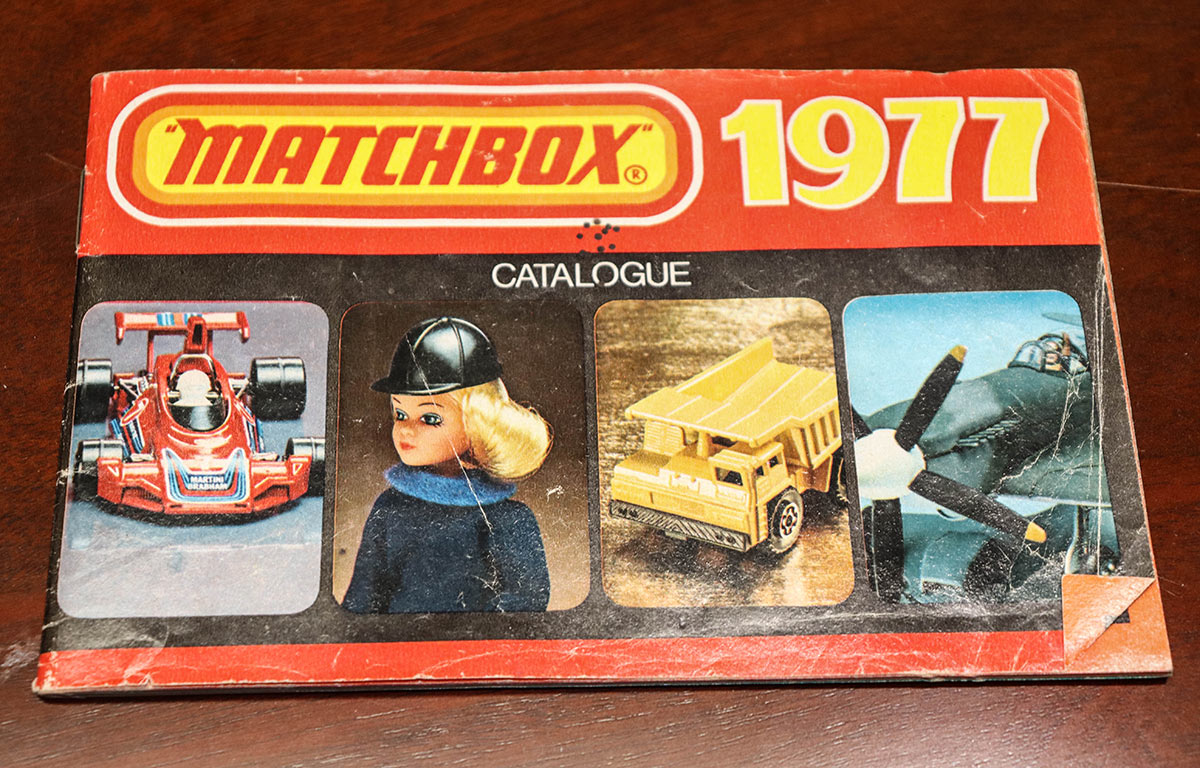 "MATCHBOX"®
1977
CATALOGUE
MARTINI
BRABHAM